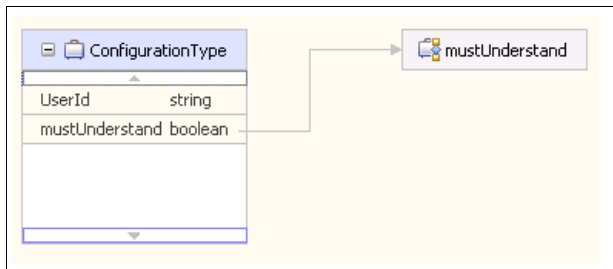 ConfigurationType
mustUnderstand
UserId string
mustUnderstand boolean